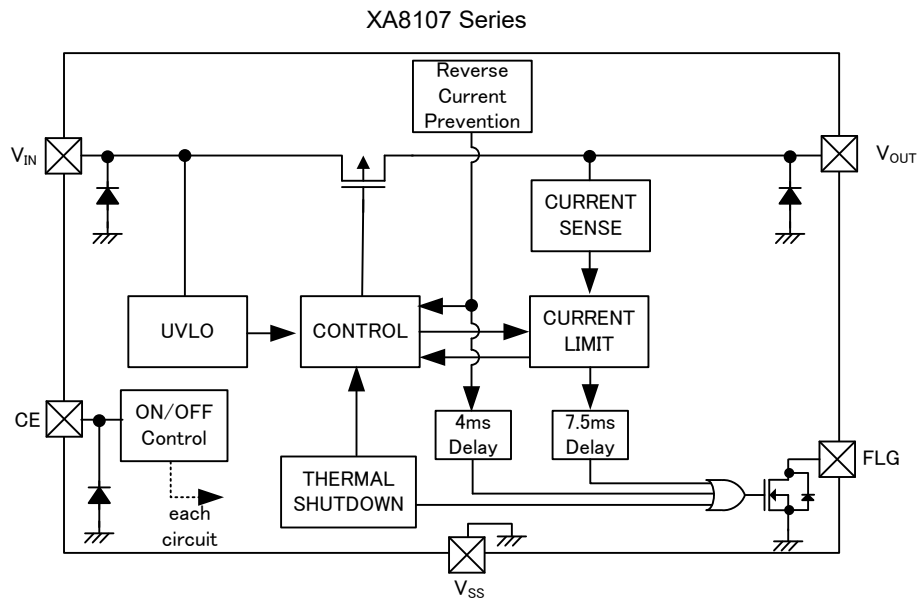 XA8107 Series
Reverse
Current
Prevention
VIN
VOUT
CURRENT
SENSE
UVLO
CONTROL
CURRENT
LIMIT
CE
ON/OFF
Control
4ms
Delay
7.5ms
Delay
FLG
THERMAL
SHUTDOWN
each
circuit
VSS